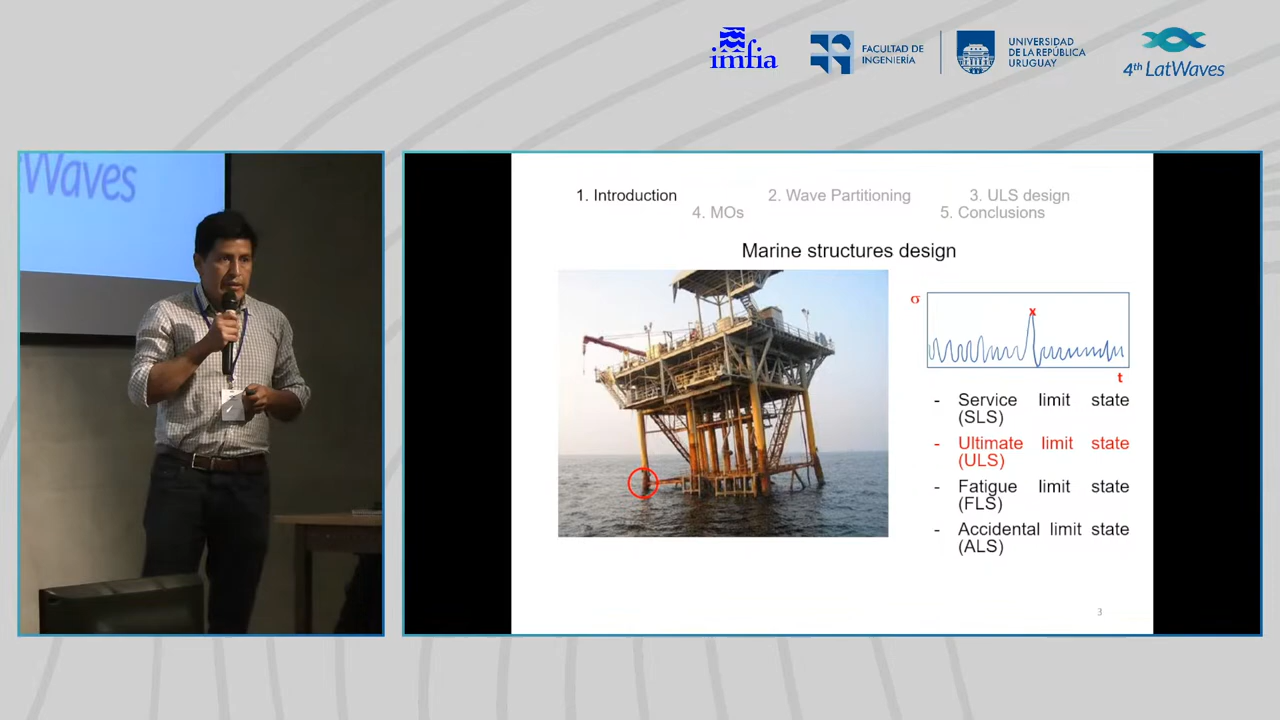 imfia
FACULTAD DE
INGENIERÍA
UNIVERSIDAD
DE LA REPÚBLICA
URUGUAY
4th LatWaves
Waves
1. Introduction
2. Wave Partitioning
3. ULS design
4. MOs
5. Conclusions
Marine structures design
σ
x
t
- Service limit state
(SLS)
- Ultimate limit state
(ULS)
- Fatigue limit state
(FLS)
- Accidental limit state
(ALS)
3